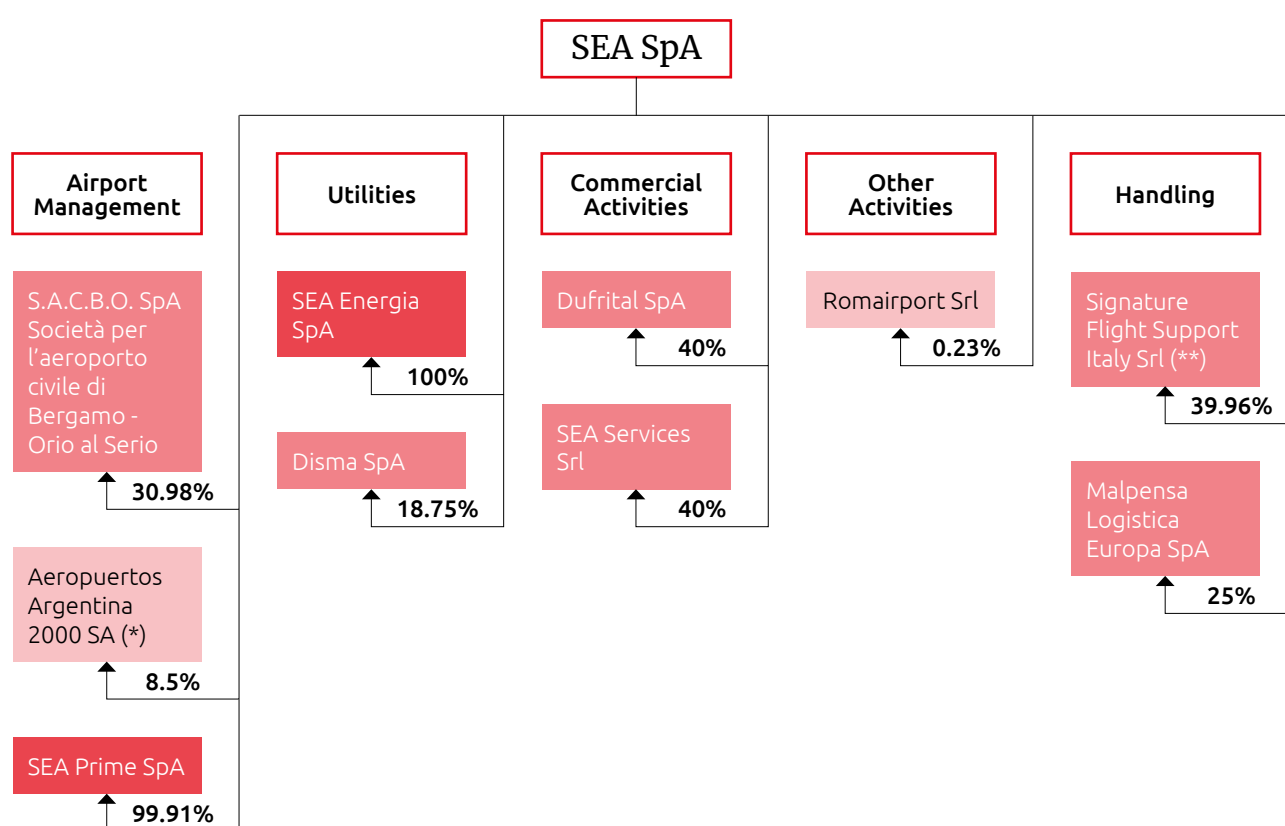 SEA SpA
Airport
Management
S.A.C.B.O. SpA
Società per
l'aeroporto
civile di
Bergamo -
Orio al Serio
30.98%
Aeropuertos
Argentina
2000 SA (*)
8.5%
SEA Prime SpA
99.91%
Utilities
SEA Energia
SpA
100%
Disma SpA
18.75%
Commercial
Activities
Dufrital SpA
40%
SEA Services
Srl
40%
Other
Activities
Romairport Srl
0.23%
Handling
Signature
Flight Support
Italy Srl (**)
39.96%
Malpensa
Logistica
Europa SpA
25%